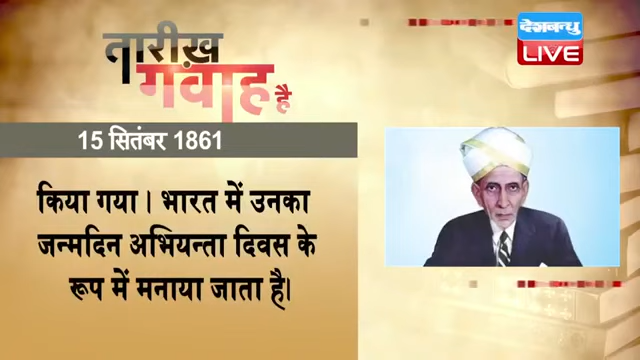 देशबन्धु
LIVE
तारीख़
गवाह है
15 सितंबर 1861
किया गया। भारत में उनका
जन्मदिन अभियन्ता दिवस के
रूप में मनाया जाता है।